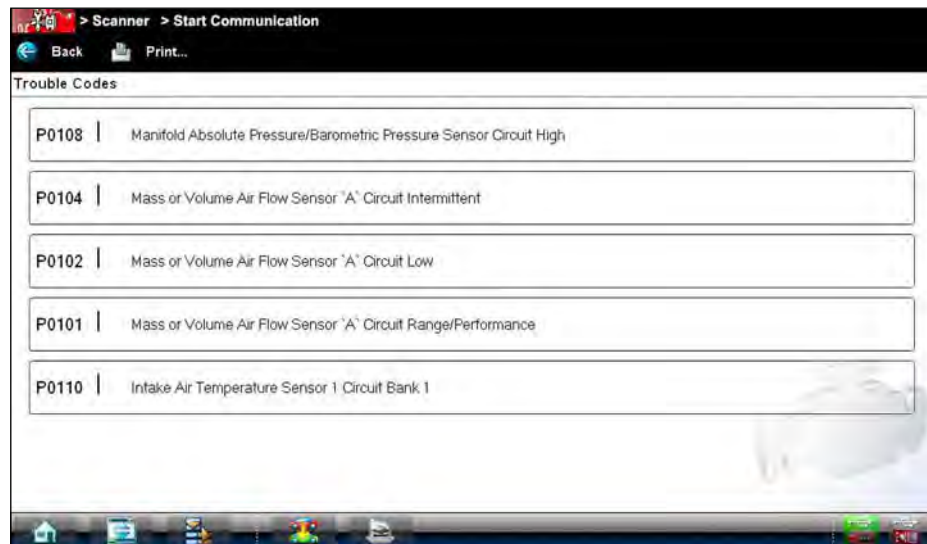 > Scanner > Start Communication
Back Print...
Trouble Codes
P0108 | Manifold Absolute Pressure/Barometric Pressure Sensor Circuit High
P0104 | Mass or Volume Air Flow Sensor `A` Circuit Intermittent
P0102 | Mass or Volume Air Flow Sensor `A` Circuit Low
P0101 | Mass or Volume Air Flow Sensor `A` Circuit Range/Performance
P0110 | Intake Air Temperature Sensor 1 Circuit Bank 1